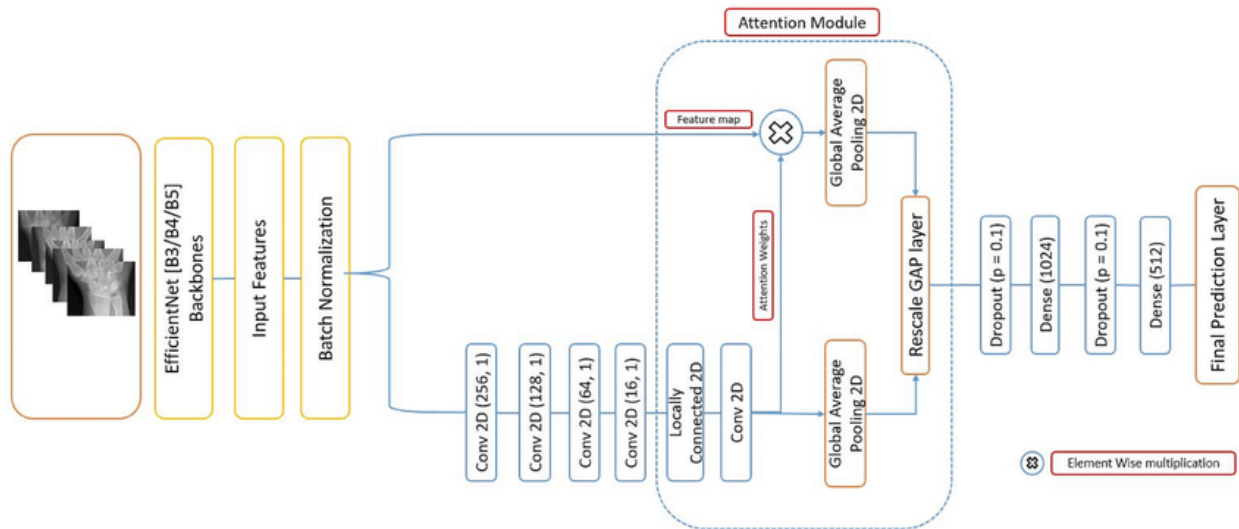 Attention Module
EfficientNet [B3/B4/B5]
Backbones
Input Features
Batch Normalization
Feature map
Global Average
Pooling 2D
Attention Weights
Conv 2D (256, 1)
Conv 2D (128, 1)
Conv 2D (64, 1)
Conv 2D (16, 1)
Locally
Connected 2D
Conv 2D
Global Average
Pooling 2D
Rescale GAP layer
Dropout (p = 0.1)
Dense (1024)
Dropout (p = 0.1)
Dense (512)
Final Prediction Layer
Element Wise multiplication